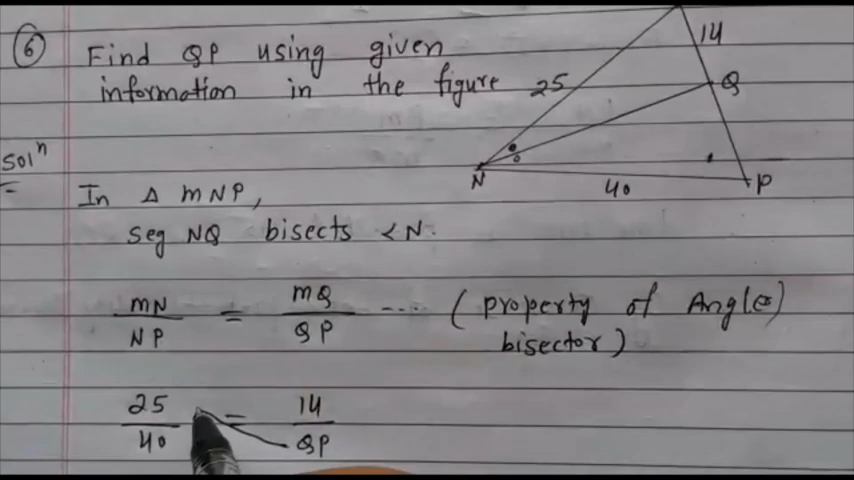 6 Find QP using given
information in the figure
14
25
Q
N
40
P
Solⁿ
In Δ MNP,
seg NQ bisects <N.
MN/NP = MQ/QP .... (property of Angle
bisector)
25/40 = 14/QP